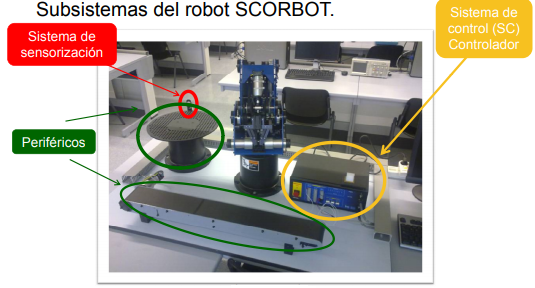 Subsistemas del robot SCORBOT.
Sistema de
sensorización
Sistema de
control (SC)
Controlador
Periféricos